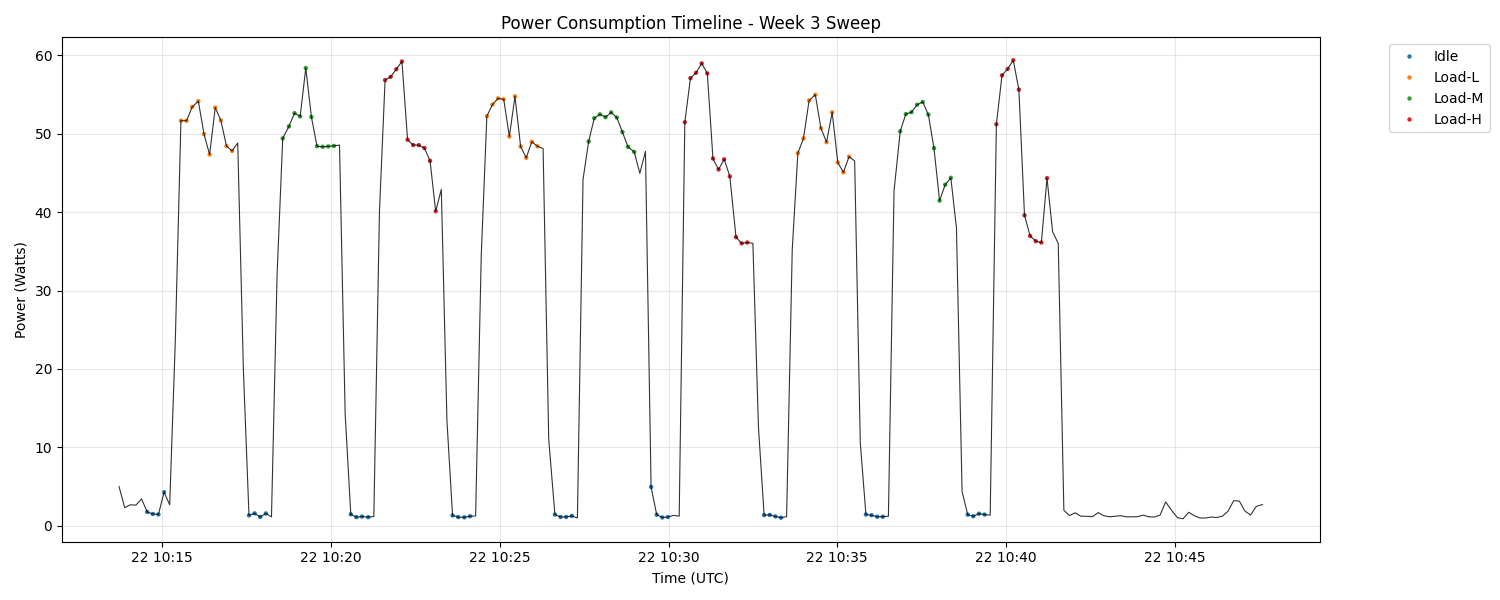 Power Consumption Timeline - Week 3 Sweep
Idle
Load-L
Load-M
Load-H
Power (Watts)
60
50
40
30
20
10
0
22 10:15 22 10:20 22 10:25 22 10:30 22 10:35 22 10:40 22 10:45
Time (UTC)